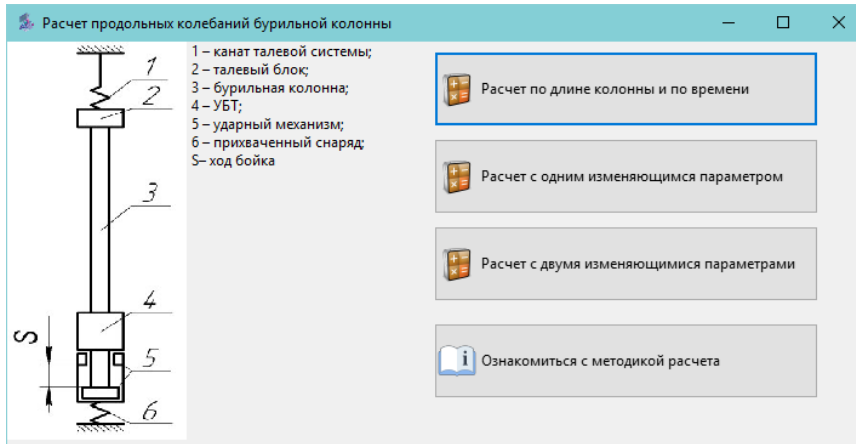 Расчет продольных колебаний бурильной колонны
1 – канат талевой системы;
2 – талевый блок;
3 – бурильная колонна;
4 – УБТ;
5 – ударный механизм;
6 – прихваченный снаряд;
S– ход бойка
1
2
3
4
S
5
6
Расчет по длине колонны и по времени
Расчет с одним изменяющимся параметром
Расчет с двумя изменяющимися параметрами
Ознакомиться с методикой расчета